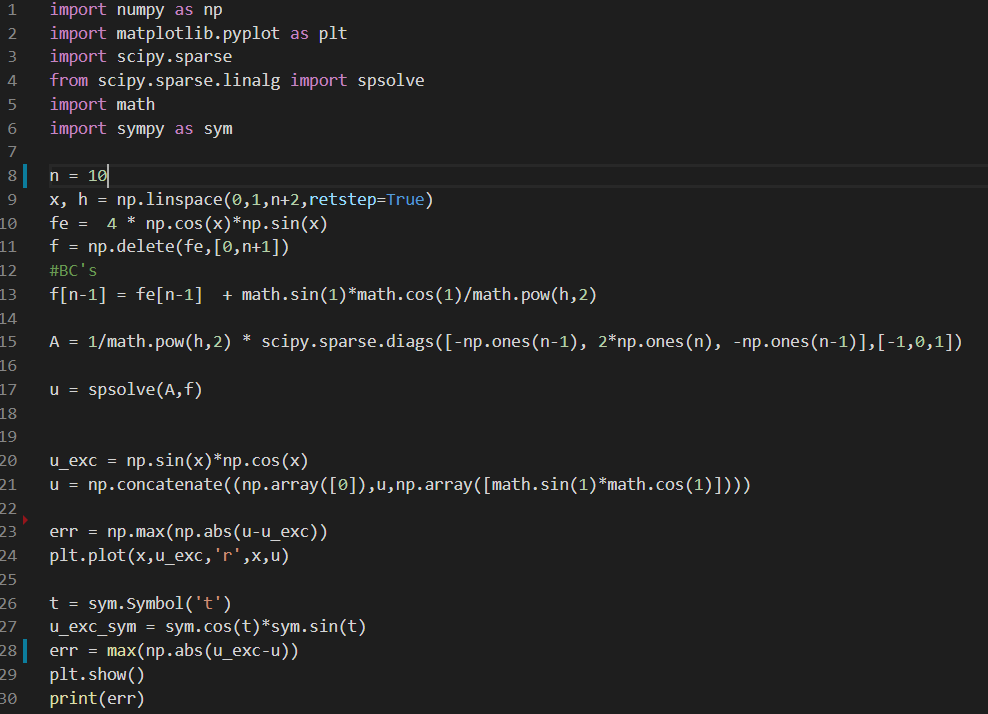 1 import numpy as np
2 import matplotlib.pyplot as plt
3 import scipy.sparse
4 from scipy.sparse.linalg import spsolve
5 import math
6 import sympy as sym
7
8 n = 10
9 x, h = np.linspace(0,1,n+2,retstep=True)
10 fe =  4 * np.cos(x)*np.sin(x)
11 f = np.delete(fe,[0,n+1])
12 #BC's
13 f[n-1] = fe[n-1]  + math.sin(1)*math.cos(1)/math.pow(h,2)
14
15 A = 1/math.pow(h,2) * scipy.sparse.diags([-np.ones(n-1), 2*np.ones(n), -np.ones(n-1)],[-1,0,1])
16
17 u = spsolve(A,f)
18
19
20 u_exc = np.sin(x)*np.cos(x)
21 u = np.concatenate((np.array([0]),u,np.array([math.sin(1)*math.cos(1)])))
22
23 err = np.max(np.abs(u-u_exc))
24 plt.plot(x,u_exc,'r',x,u)
25
26 t = sym.Symbol('t')
27 u_exc_sym = sym.cos(t)*sym.sin(t)
28 err = max(np.abs(u_exc-u))
29 plt.show()
30 print(err)